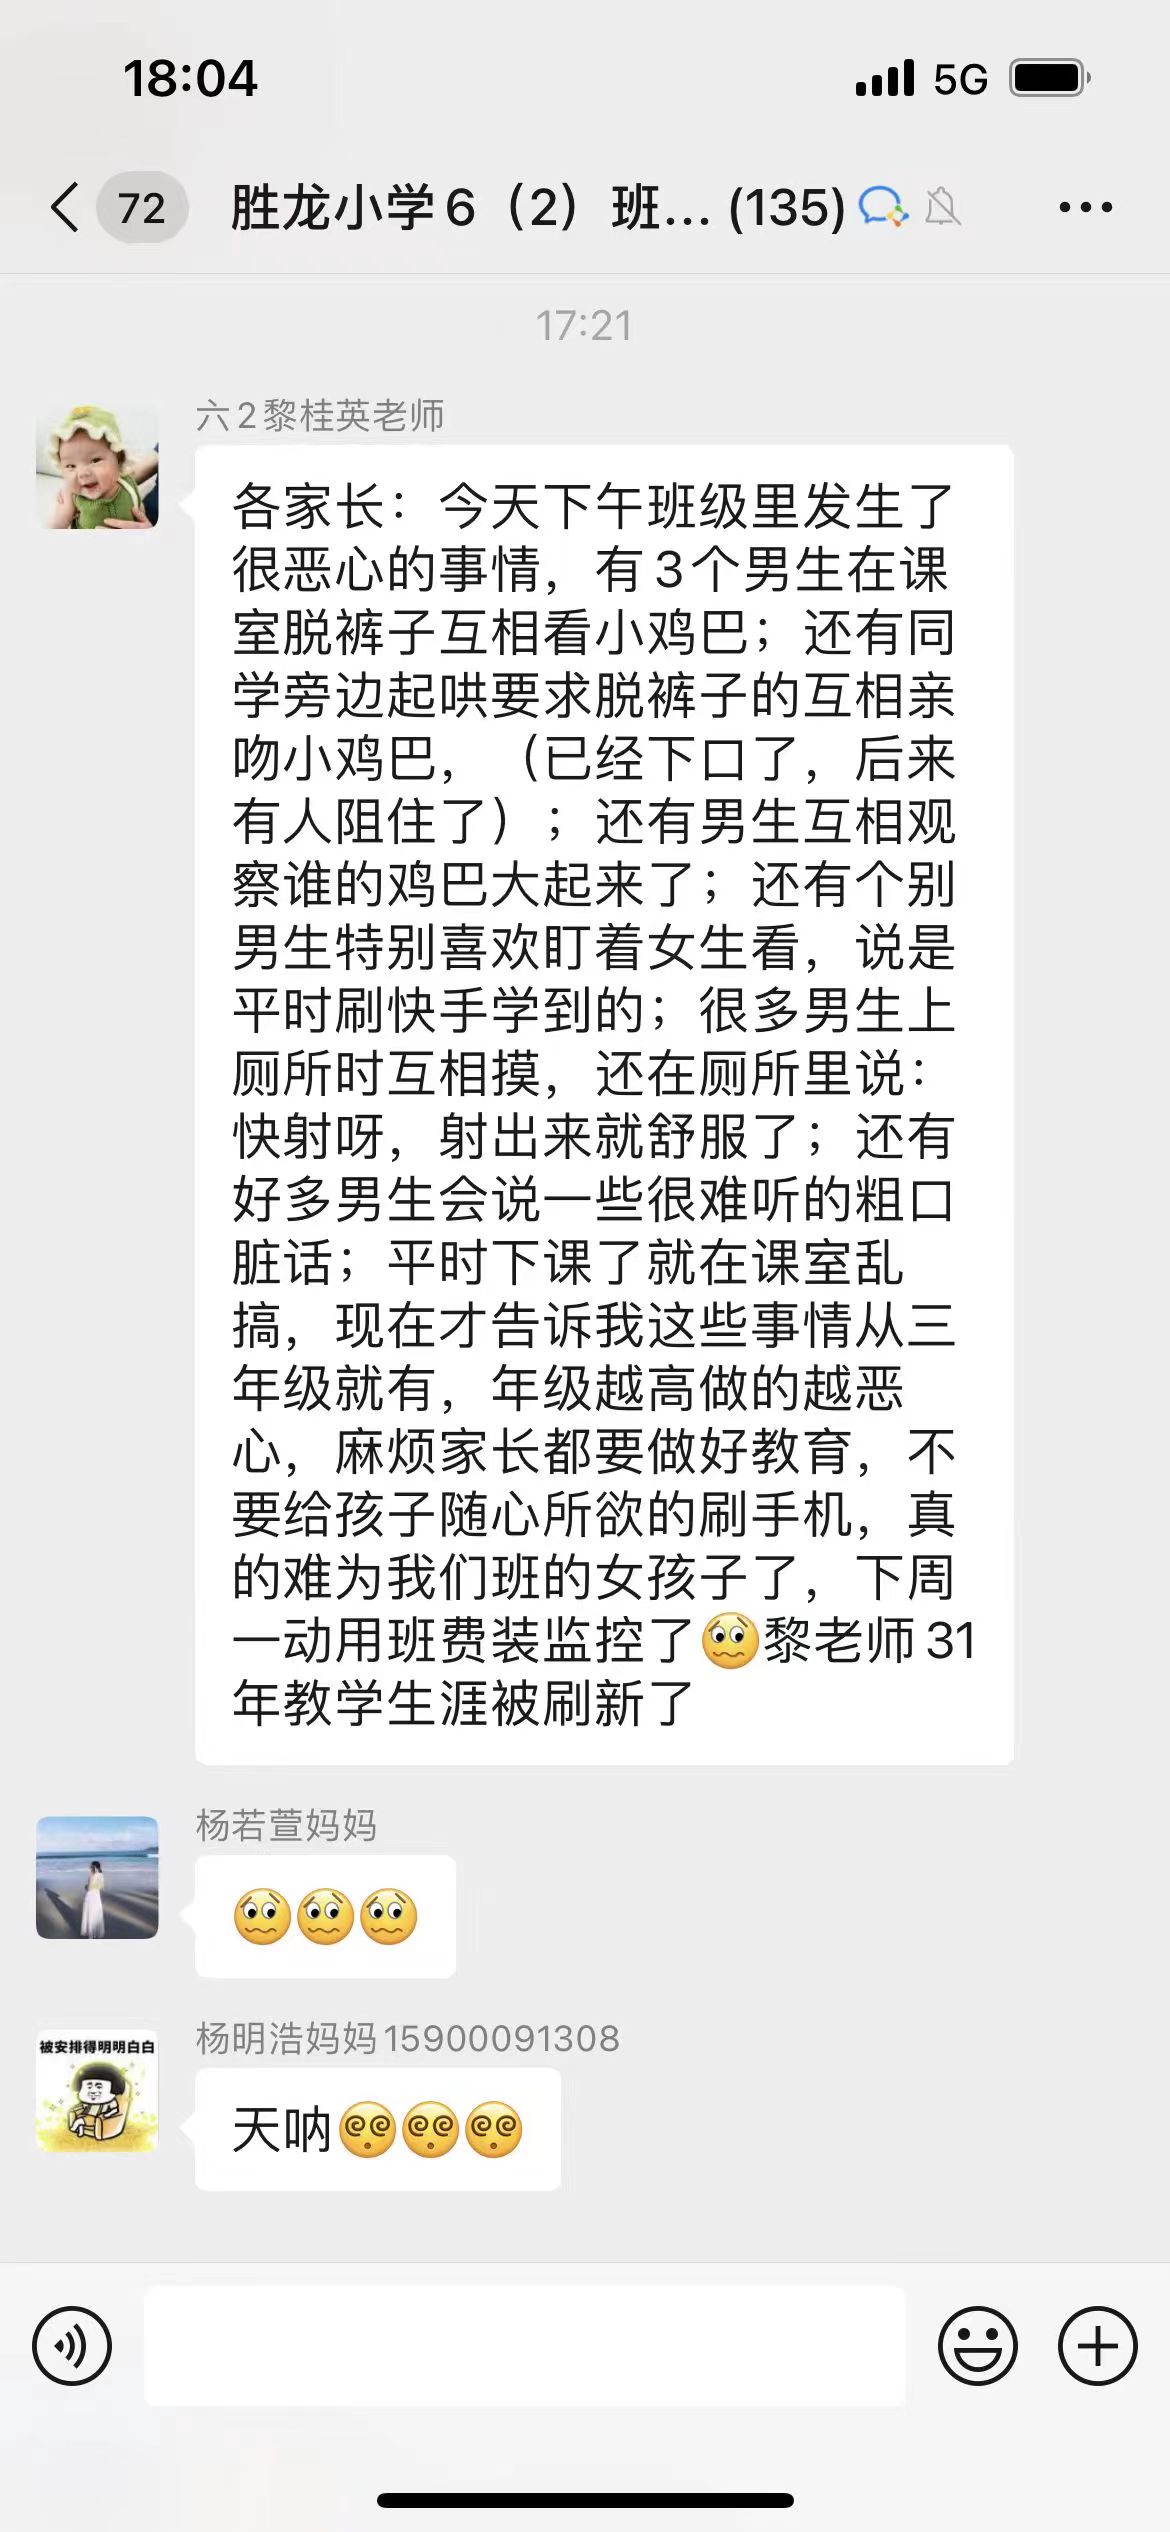 18:04
5G
72
胜龙小学6（2）班... (135)
17:21
六2黎桂英老师
各家长：今天下午班级里发生了
很恶心的事情，有3个男生在课
室脱裤子互相看小鸡巴；还有同
学旁边起哄要求脱裤子的互相亲
吻小鸡巴，（已经下口了，后来
有人阻住了）；还有男生互相观
察谁的鸡巴大起来了；还有个别
男生特别喜欢盯着女生看，说是
平时刷快手学到的；很多男生上
厕所时互相摸，还在厕所里说：
快射呀，射出来就舒服了；还有
好多男生会说一些很难听的粗口
脏话；平时下课了就在课室乱
搞，现在才告诉我这些事情从三
年级就有，年级越高做的越恶
心，麻烦家长都要做好教育，不
要给孩子随心所欲的刷手机，真
的难为我们班的女孩子了，下周
一动用班费装监控了🥴黎老师31
年教学生涯被刷新了
杨若萱妈妈
🥴🥴🥴
杨明浩妈妈15900091308
被安排得明明白白
天呐😵‍💫😵‍💫😵‍💫